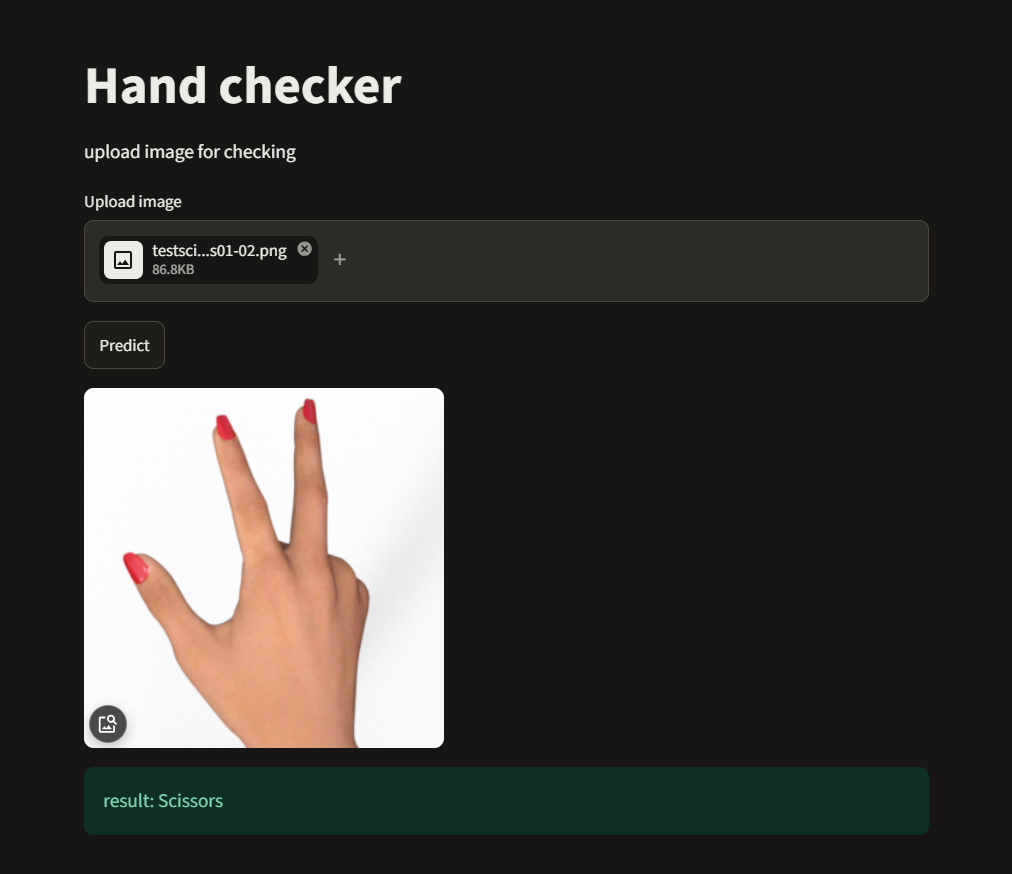 Hand checker
upload image for checking
Upload image
testsci...s01-02.png
86.8KB
Predict
result: Scissors